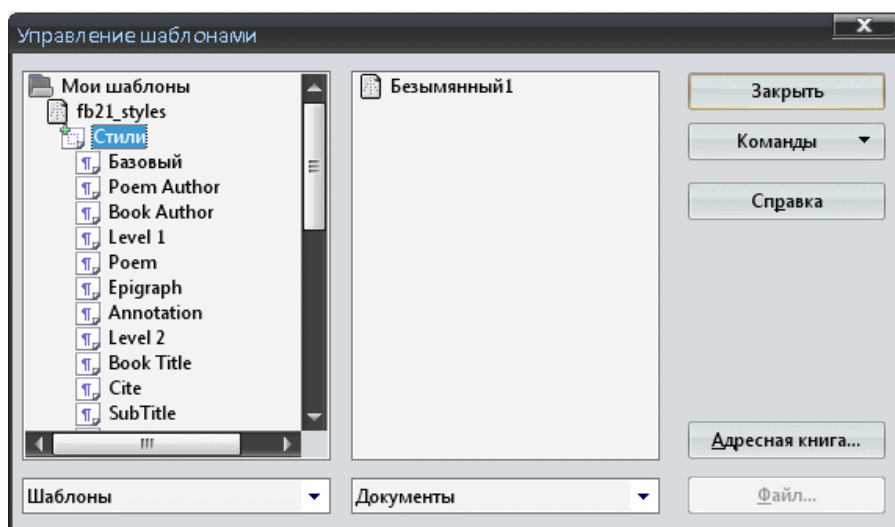 Управление шаблонами
X
Мои шаблоны
fb21_styles
Стили
Базовый
Poem Author
Book Author
Level 1
Poem
Epigraph
Annotation
Level 2
Book Title
Cite
SubTitle
Шаблоны
Безымянный1
Документы
Закрыть
Команды
Справка
Адресная книга...
Файл...